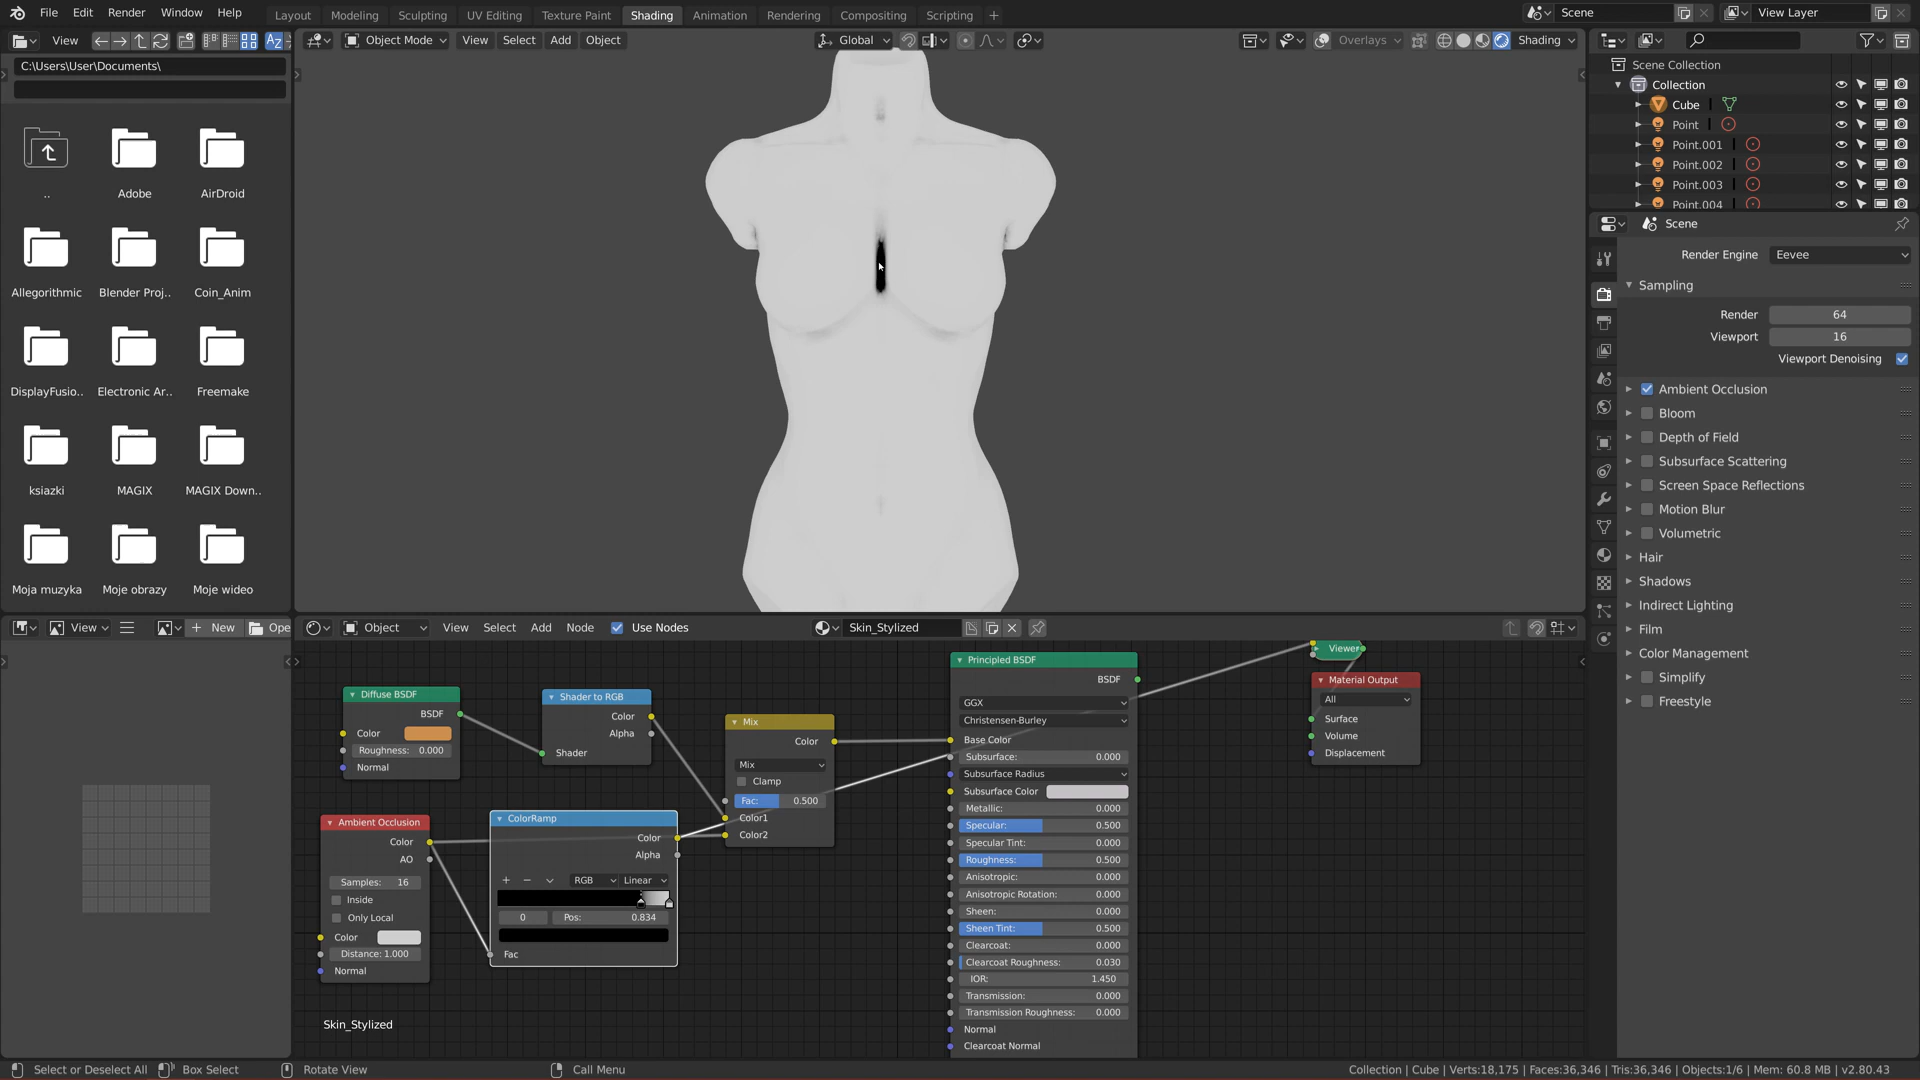 File Edit Render Window Help Layout Modeling Sculpting UV Editing Texture Paint Shading Animation Rendering Compositing Scripting + Scene View Layer
View Object Mode View Select Add Object Global Overlays Shading
C:\Users\User\Documents\
.. Adobe AirDroid
Allegorithmic Blender Proj.. Coin_Anim
DisplayFusio.. Electronic Ar.. Freemake
ksiazki MAGIX MAGIX Down..
Moja muzyka Moje obrazy Moje wideo
Scene Collection
Collection
Cube
Point
Point.001
Point.002
Point.003
Point.004
Scene
Render Engine Eevee
Sampling
Render 64
Viewport 16
Viewport Denoising
Ambient Occlusion
Bloom
Depth of Field
Subsurface Scattering
Screen Space Reflections
Motion Blur
Volumetric
Hair
Shadows
Indirect Lighting
Film
Color Management
Simplify
Freestyle
View + New Ope
Object View Select Add Node Use Nodes Skin_Stylized
Diffuse BSDF
BSDF
Color
Roughness: 0.000
Normal
Shader to RGB
Color
Alpha
Shader
Mix
Color
Mix
Clamp
Fac: 0.500
Color1
Color2
Ambient Occlusion
Color
AO
Samples: 16
Inside
Only Local
Color
Distance: 1.000
Normal
ColorRamp
Color
Alpha
+ − RGB Linear
0 Pos: 0.834
Fac
Principled BSDF
BSDF
GGX
Christensen-Burley
Base Color
Subsurface: 0.000
Subsurface Radius
Subsurface Color
Metallic: 0.000
Specular: 0.500
Specular Tint: 0.000
Roughness: 0.500
Anisotropic: 0.000
Anisotropic Rotation: 0.000
Sheen: 0.000
Sheen Tint: 0.500
Clearcoat: 0.000
Clearcoat Roughness: 0.030
IOR: 1.450
Transmission: 0.000
Transmission Roughness: 0.000
Normal
Clearcoat Normal
Viewer
Material Output
All
Surface
Volume
Displacement
Skin_Stylized
Select or Deselect All Box Select Rotate View Call Menu Collection | Cube | Verts:18,175 | Faces:36,346 | Tris:36,346 | Objects:1/6 | Mem: 60.8 MB | v2.80.43